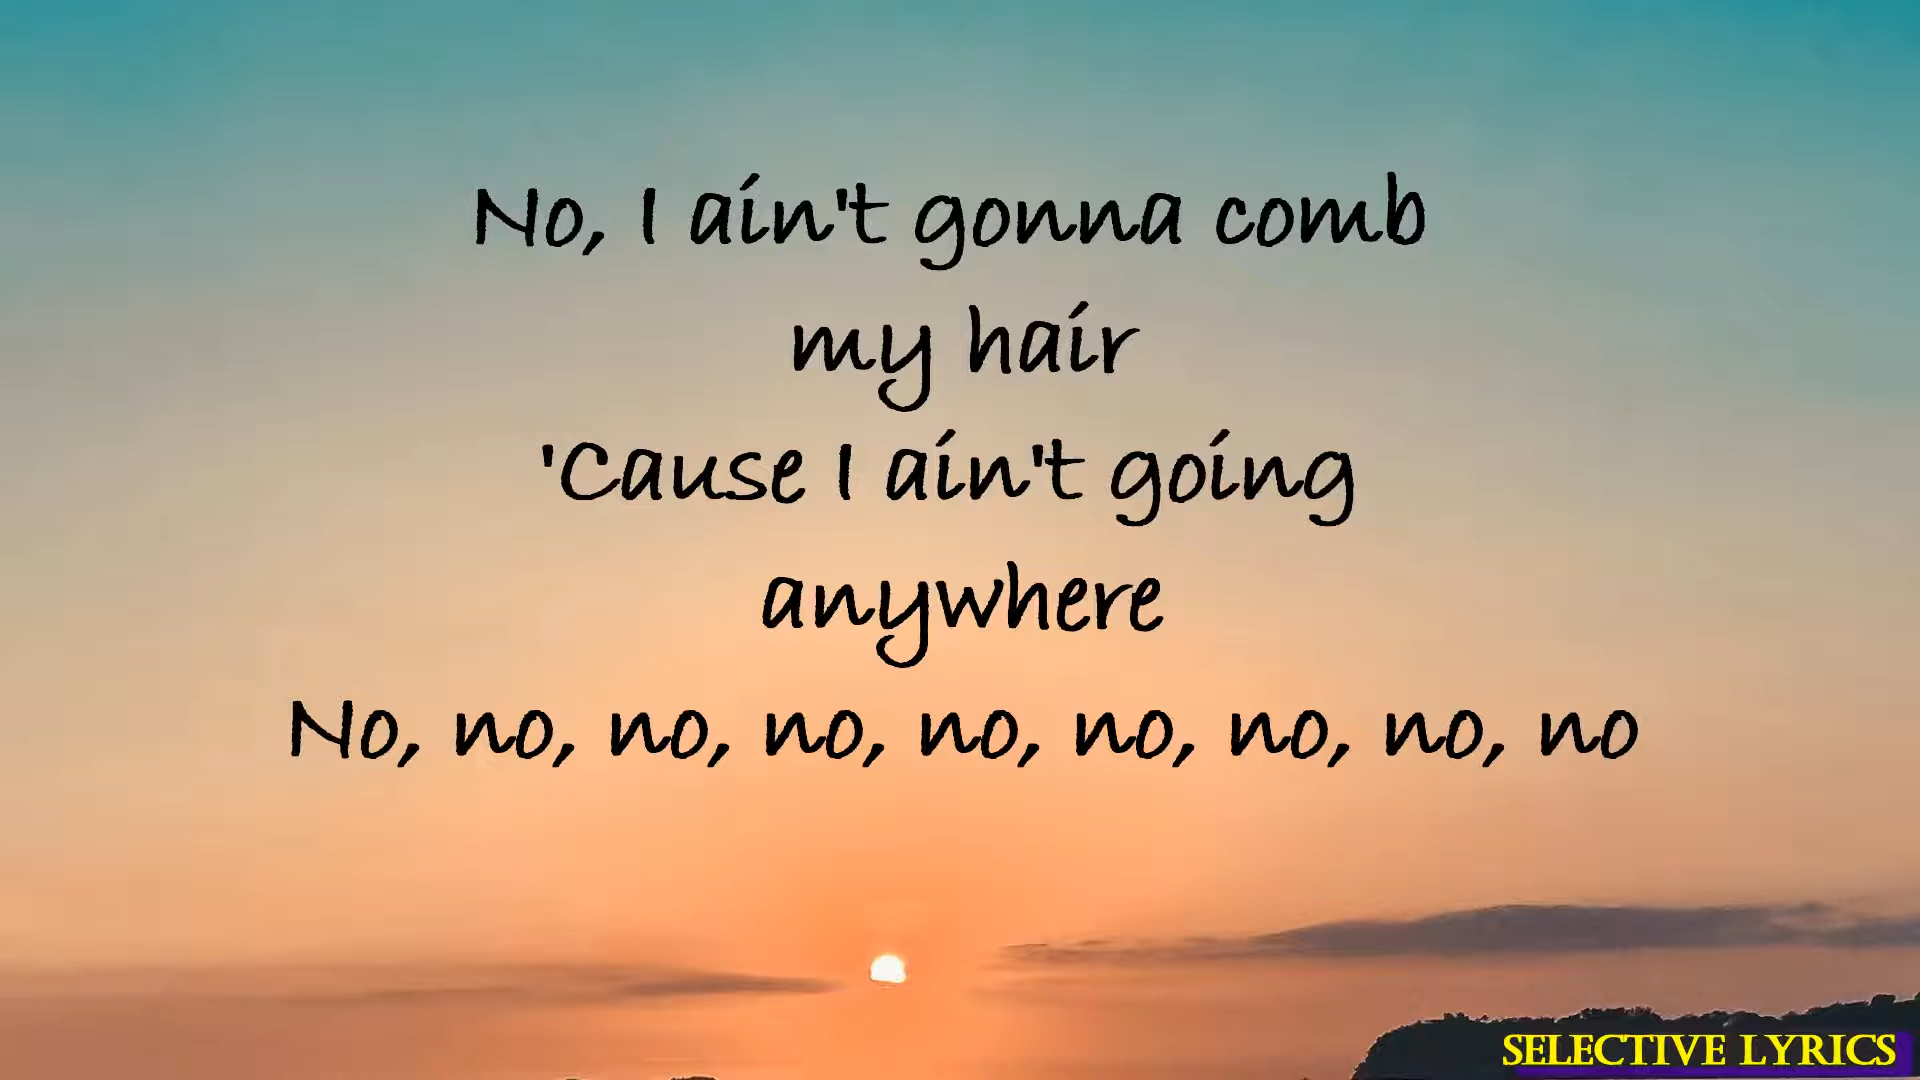 No, I ain't gonna comb
my hair
'Cause I ain't going
anywhere
No, no, no, no, no, no, no, no, no
SELECTIVE LYRICS